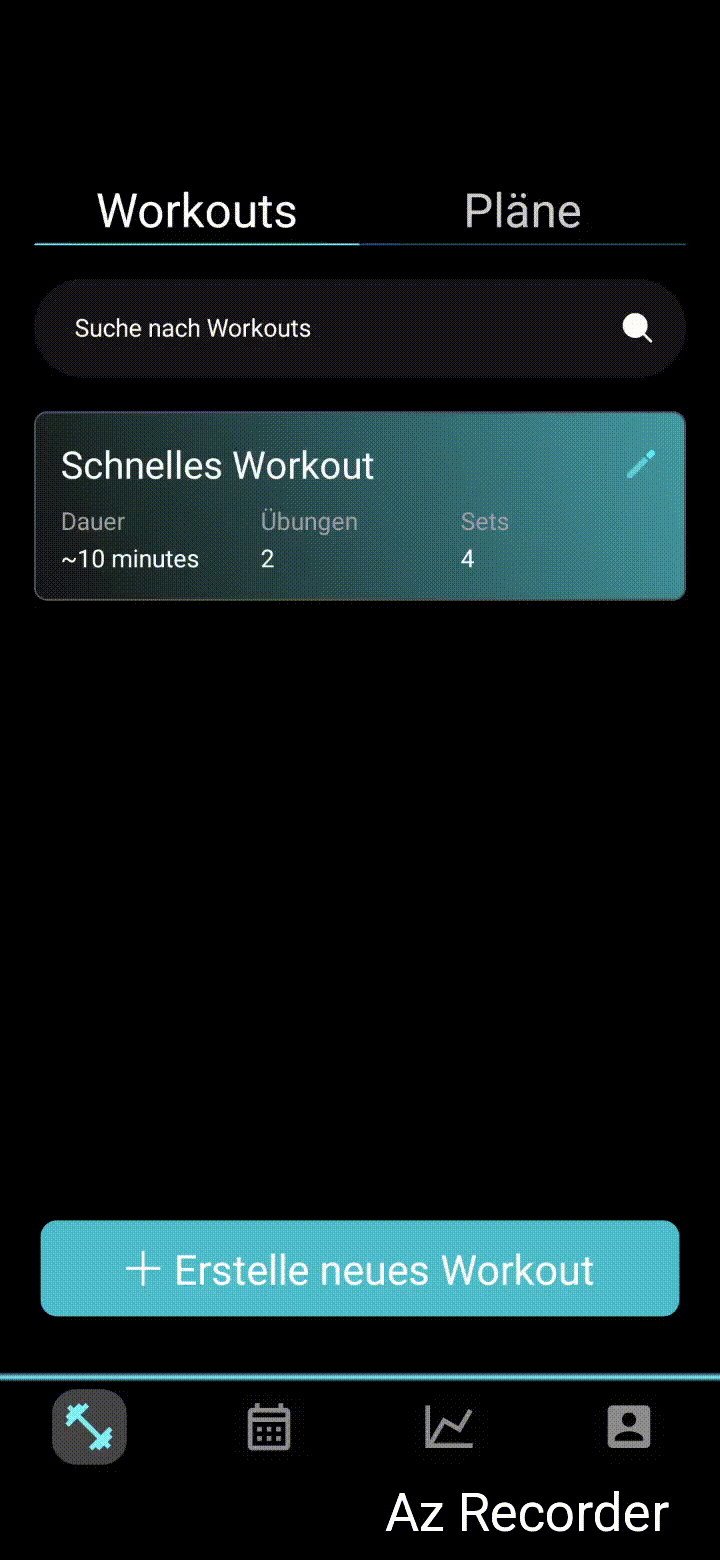 Workouts Pläne
Suche nach Workouts
Schnelles Workout
Dauer Übungen Sets
~10 minutes 2 4
+ Erstelle neues Workout
Az Recorder